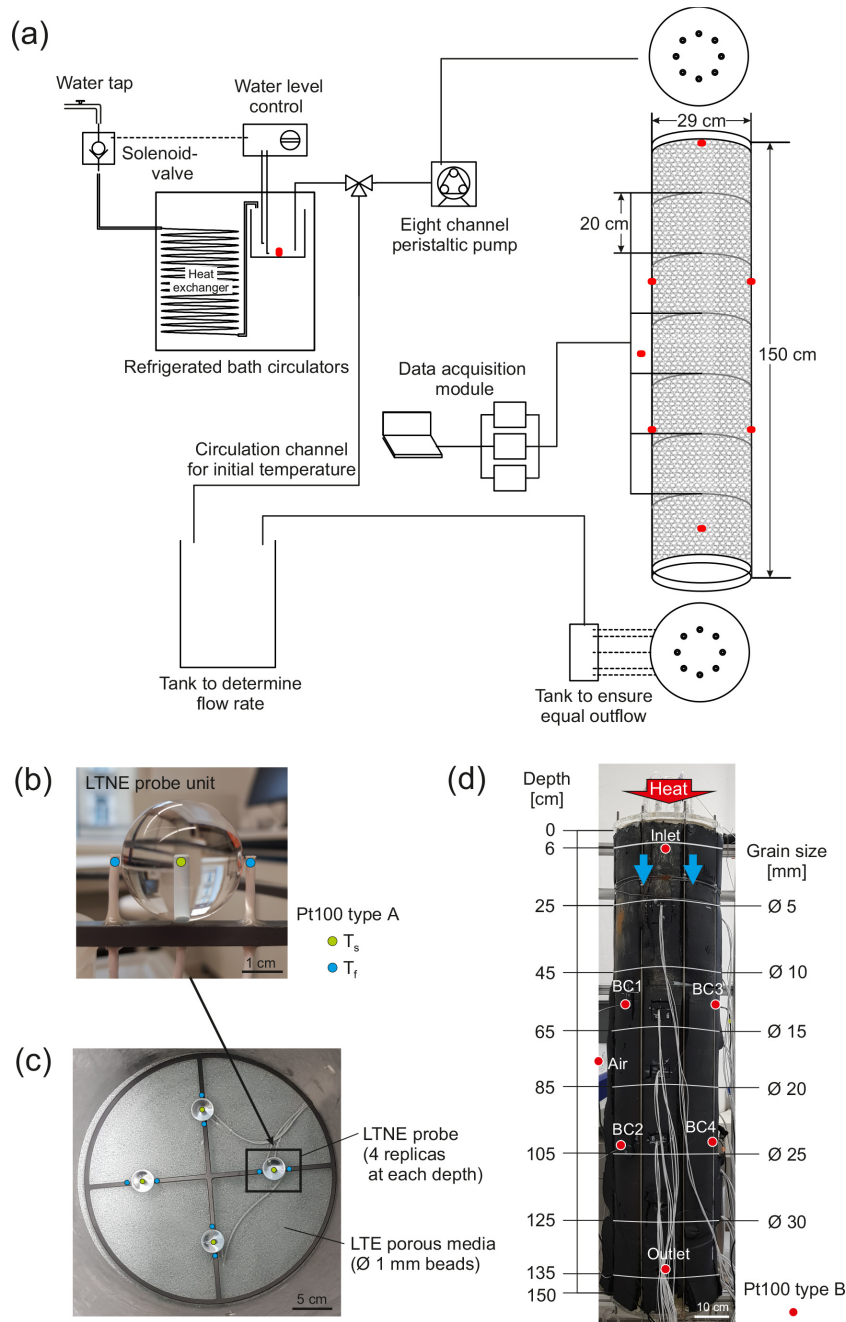 (a)
Water tap
Water level
control
Solenoid-
valve
Heat
exchanger
Refrigerated bath circulators
Eight channel
peristaltic pump
29 cm
20 cm
150 cm
Data acquisition
module
Circulation channel
for initial temperature
Tank to determine
flow rate
Tank to ensure
equal outflow
(b)
LTNE probe unit
1 cm
Pt100 type A
Ts
Tf
(c)
LTNE probe
(4 replicas
at each depth)
LTE porous media
(Ø 1 mm beads)
5 cm
(d)
Depth
[cm]
Heat
0
Inlet
6
Grain size
[mm]
25
Ø 5
45
Ø 10
BC1
BC3
65
Ø 15
Air
85
Ø 20
BC2
BC4
105
Ø 25
125
Ø 30
Outlet
135
150
10 cm
Pt100 type B